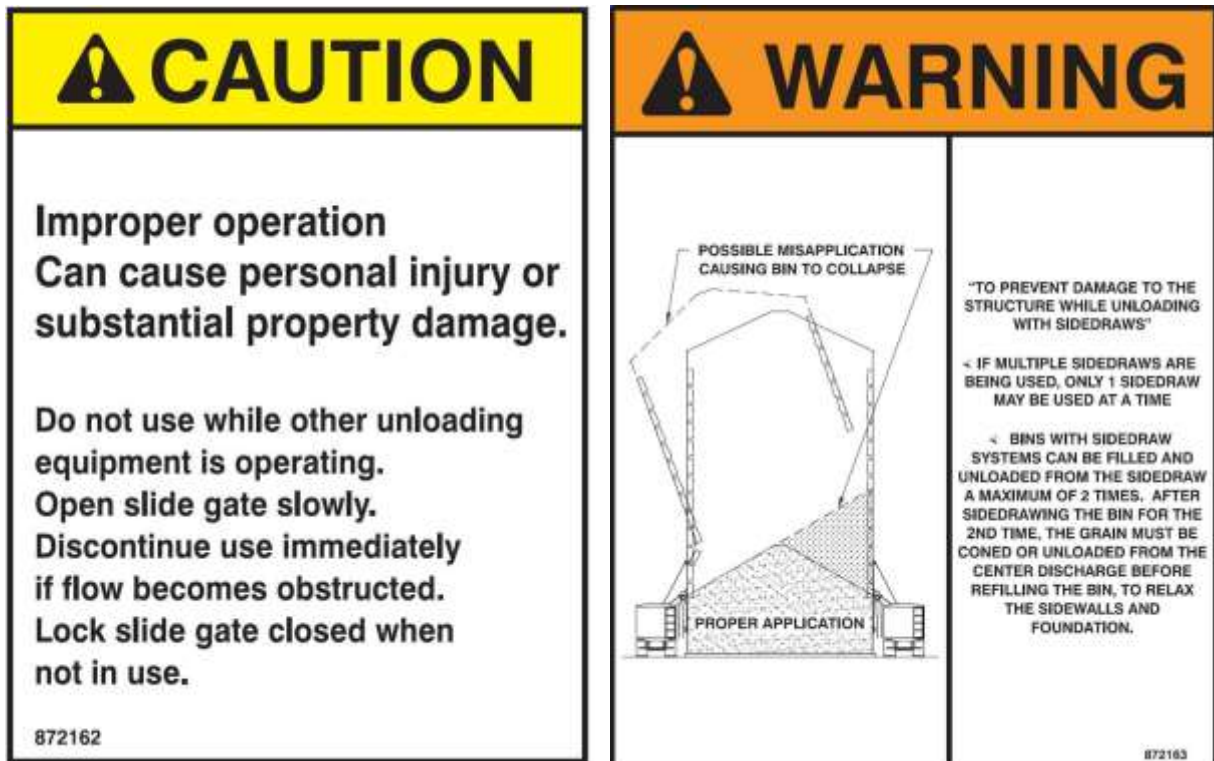 CAUTION
Improper operation
Can cause personal injury or
substantial property damage.
Do not use while other unloading
equipment is operating.
Open slide gate slowly.
Discontinue use immediately
if flow becomes obstructed.
Lock slide gate closed when
not in use.
872162
WARNING
POSSIBLE MISAPPLICATION
CAUSING BIN TO COLLAPSE
PROPER APPLICATION
"TO PREVENT DAMAGE TO THE
STRUCTURE WHILE UNLOADING
WITH SIDEDRAWS"
< IF MULTIPLE SIDEDRAWS ARE
BEING USED, ONLY 1 SIDEDRAW
MAY BE USED AT A TIME
< BINS WITH SIDEDRAW
SYSTEMS CAN BE FILLED AND
UNLOADED FROM THE SIDEDRAW
A MAXIMUM OF 2 TIMES. AFTER
SIDEDRAWING THE BIN FOR THE
2ND TIME, THE GRAIN MUST BE
CONED OR UNLOADED FROM THE
CENTER DISCHARGE BEFORE
REFILLING THE BIN, TO RELAX
THE SIDEWALLS AND
FOUNDATION.
872163